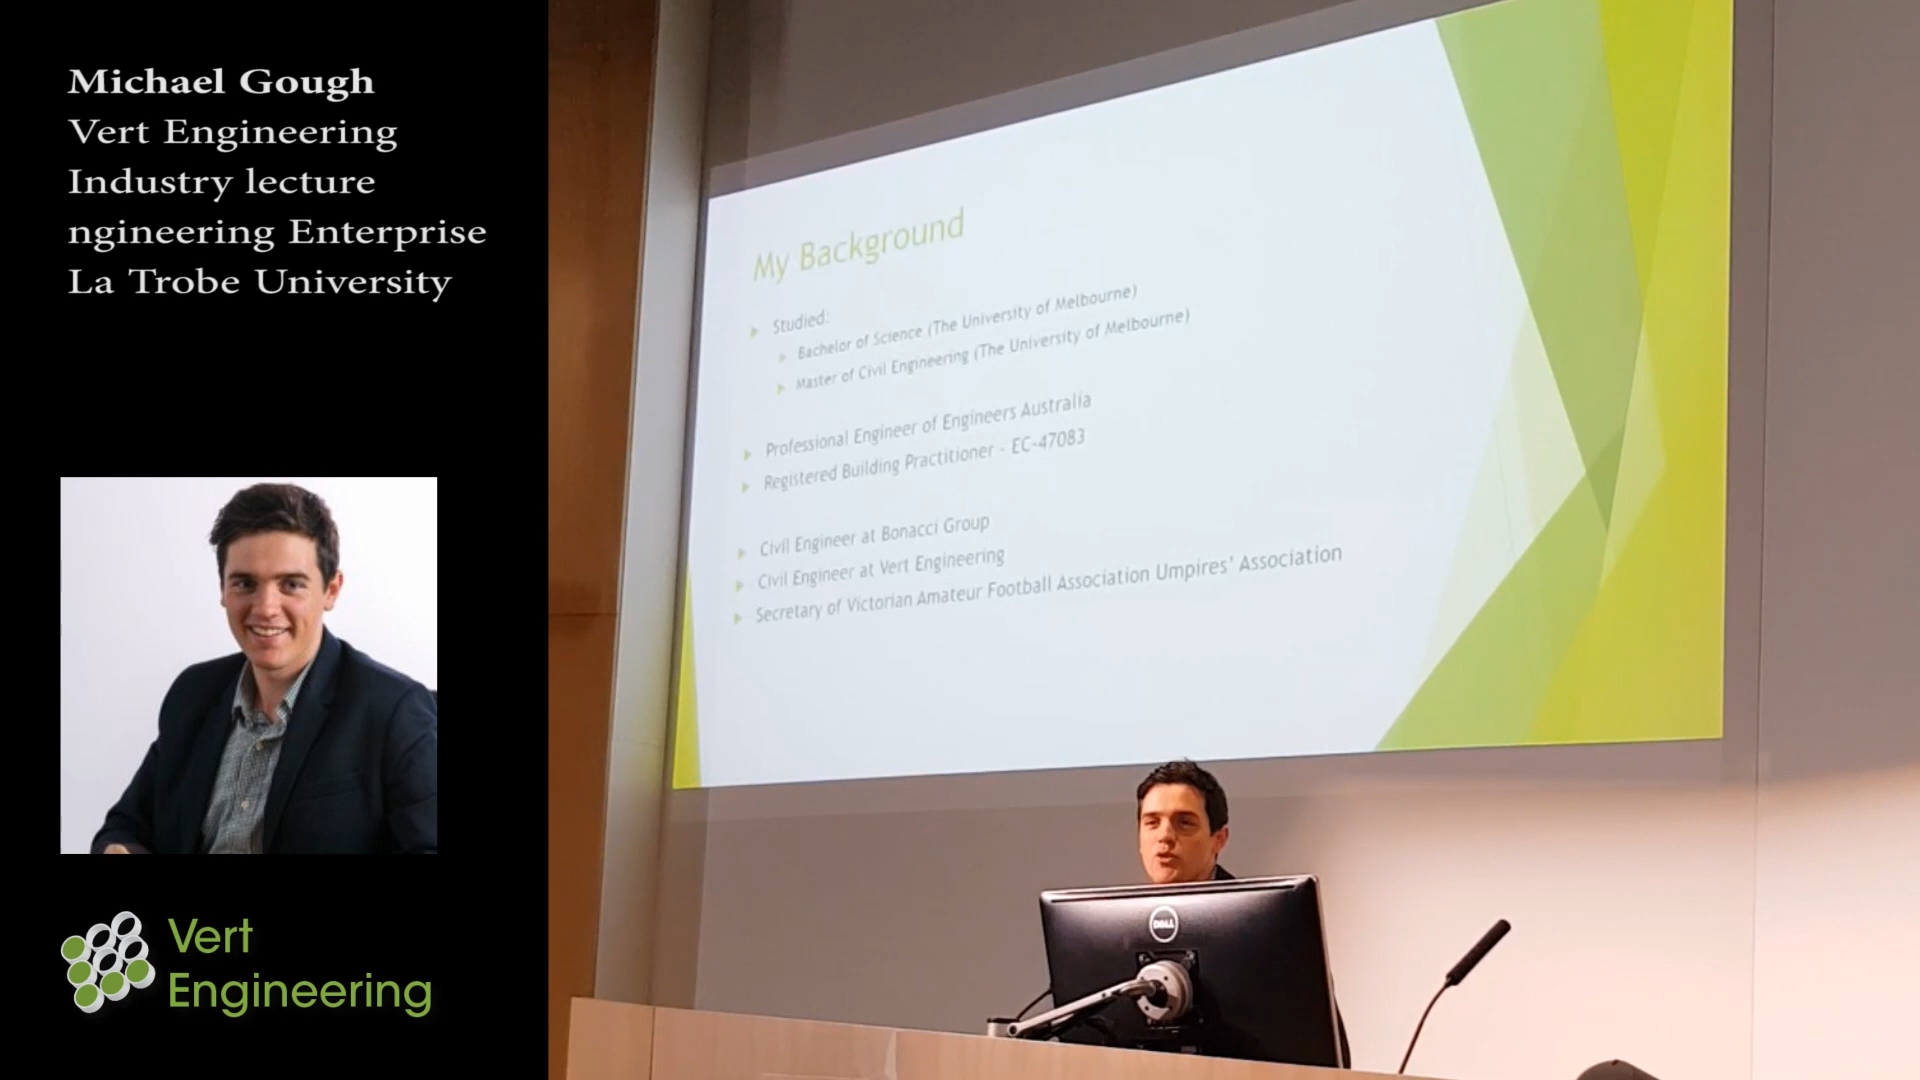 Michael Gough
Vert Engineering
Industry lecture
ngineering Enterprise
La Trobe University
Vert
Engineering
My Background
Studied:
Bachelor of Science (The University of Melbourne)
Master of Civil Engineering (The University of Melbourne)
Professional Engineer of Engineers Australia
Registered Building Practitioner - EC-47083
Civil Engineer at Bonacci Group
Civil Engineer at Vert Engineering
Secretary of Victorian Amateur Football Association Umpires' Association
DELL